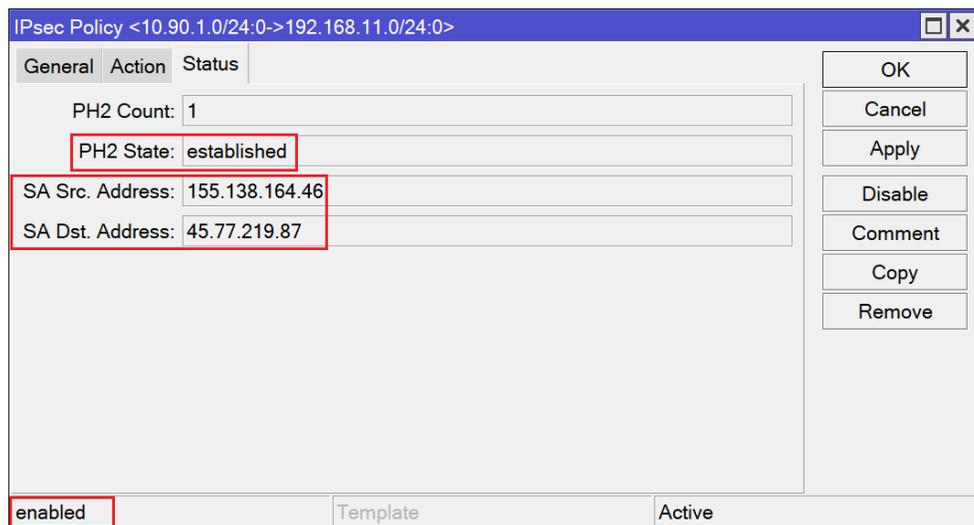 IPsec Policy <10.90.1.0/24:0->192.168.11.0/24:0>
General Action Status
PH2 Count: 1
PH2 State: established
SA Src. Address: 155.138.164.46
SA Dst. Address: 45.77.219.87
OK
Cancel
Apply
Disable
Comment
Copy
Remove
enabled Template Active